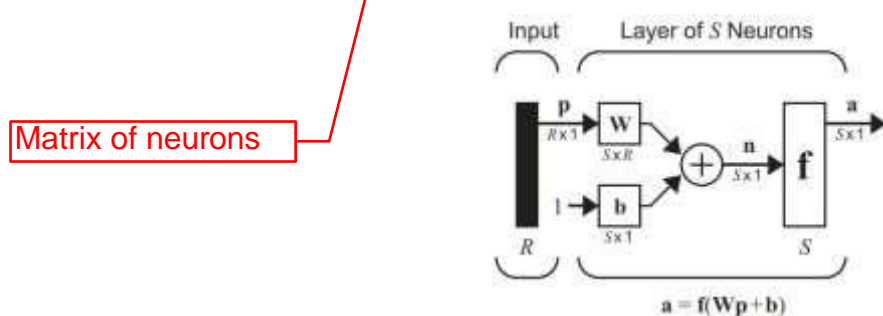 Matrix of neurons
Input
Layer of S Neurons
p
R x 1
W
S x R
1
b
S x 1
+
n
S x 1
f
a
S x 1
R
S
a = f(Wp+b)